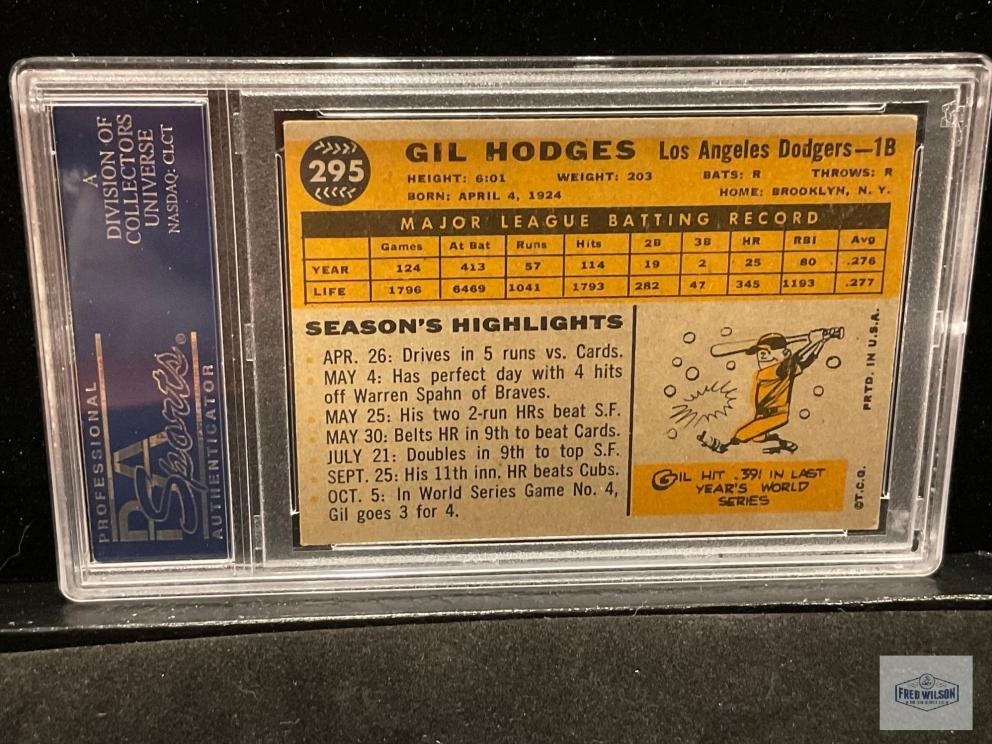 A
DIVISION OF
COLLECTORS
UNIVERSE
NASDAQ: CLCT
PROFESSIONAL
PSA
Sports®
AUTHENTICATOR
295
GIL HODGES Los Angeles Dodgers—1B
HEIGHT: 6:01 WEIGHT: 203 BATS: R THROWS: R
BORN: APRIL 4, 1924 HOME: BROOKLYN, N. Y.
MAJOR LEAGUE BATTING RECORD
Games At Bat Runs Hits 2B 3B HR RBI Avg
YEAR 124 413 57 114 19 2 25 80 .276
LIFE 1796 6469 1041 1793 282 47 345 1193 .277
SEASON'S HIGHLIGHTS
APR. 26: Drives in 5 runs vs. Cards.
MAY 4: Has perfect day with 4 hits
off Warren Spahn of Braves.
MAY 25: His two 2-run HRs beat S.F.
MAY 30: Belts HR in 9th to beat Cards.
JULY 21: Doubles in 9th to top S.F.
SEPT. 25: His 11th inn. HR beats Cubs.
OCT. 5: In World Series Game No. 4,
Gil goes 3 for 4.
GIL HIT .391 IN LAST
YEAR'S WORLD
SERIES
©T.C.G. PRTD. IN U.S.A.
FRED WILSON